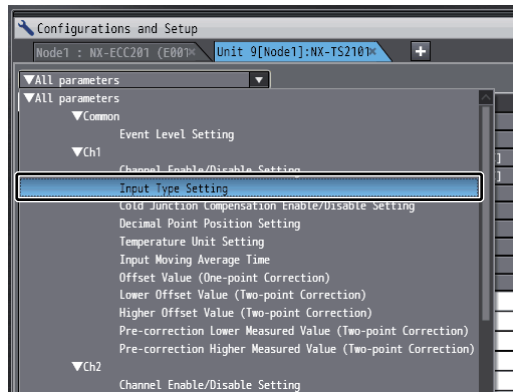 Configurations and Setup
Node1 : NX-ECC201 (E001 Unit 9[Node1]:NX-TS2101
▼All parameters
▼All parameters
▼Common
Event Level Setting
▼Ch1
Channel Enable/Disable Setting
Input Type Setting
Cold Junction Compensation Enable/Disable Setting
Decimal Point Position Setting
Temperature Unit Setting
Input Moving Average Time
Offset Value (One-point Correction)
Lower Offset Value (Two-point Correction)
Higher Offset Value (Two-point Correction)
Pre-correction Lower Measured Value (Two-point Correction)
Pre-correction Higher Measured Value (Two-point Correction)
▼Ch2
Channel Enable/Disable Setting